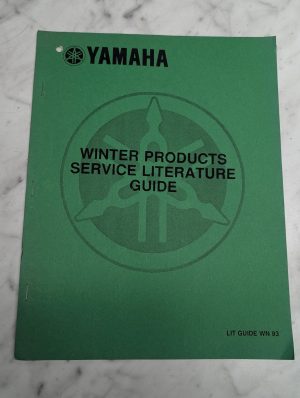 YAMAHA
WINTER PRODUCTS
SERVICE LITERATURE
GUIDE
LIT GUIDE WN 93